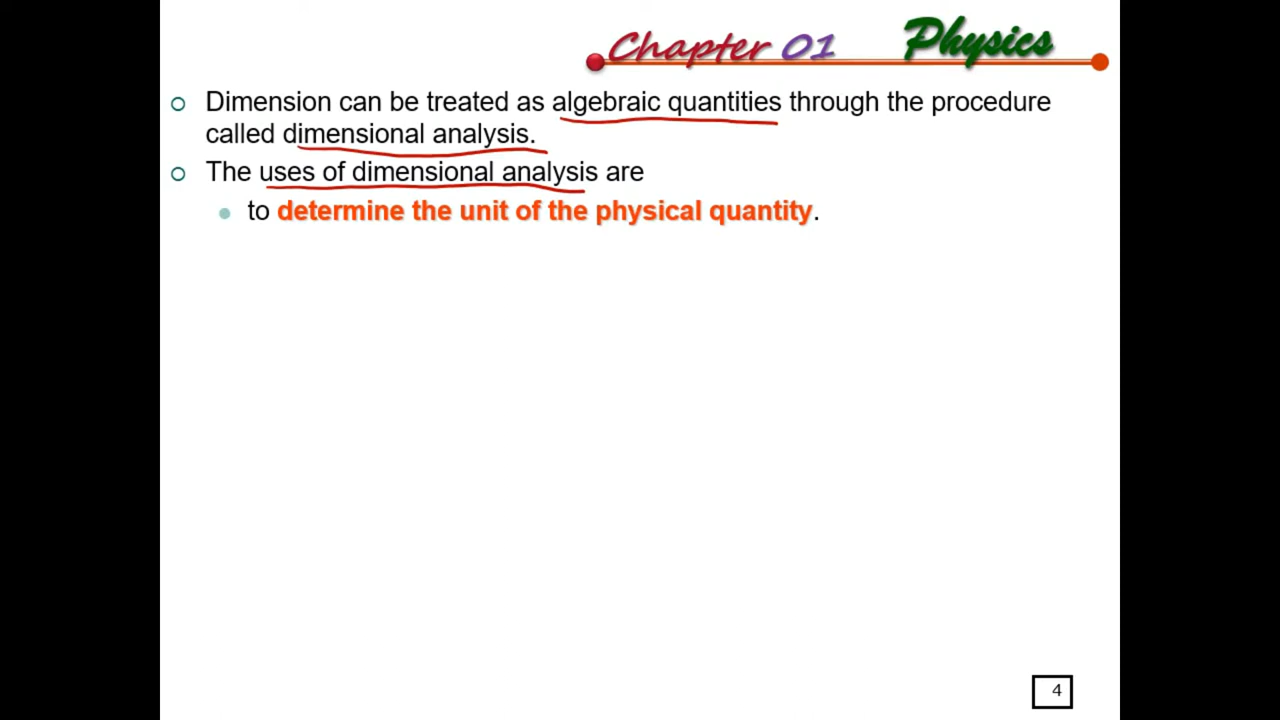 Chapter 01 Physics
Dimension can be treated as algebraic quantities through the procedure
called dimensional analysis.
The uses of dimensional analysis are
to determine the unit of the physical quantity.
4